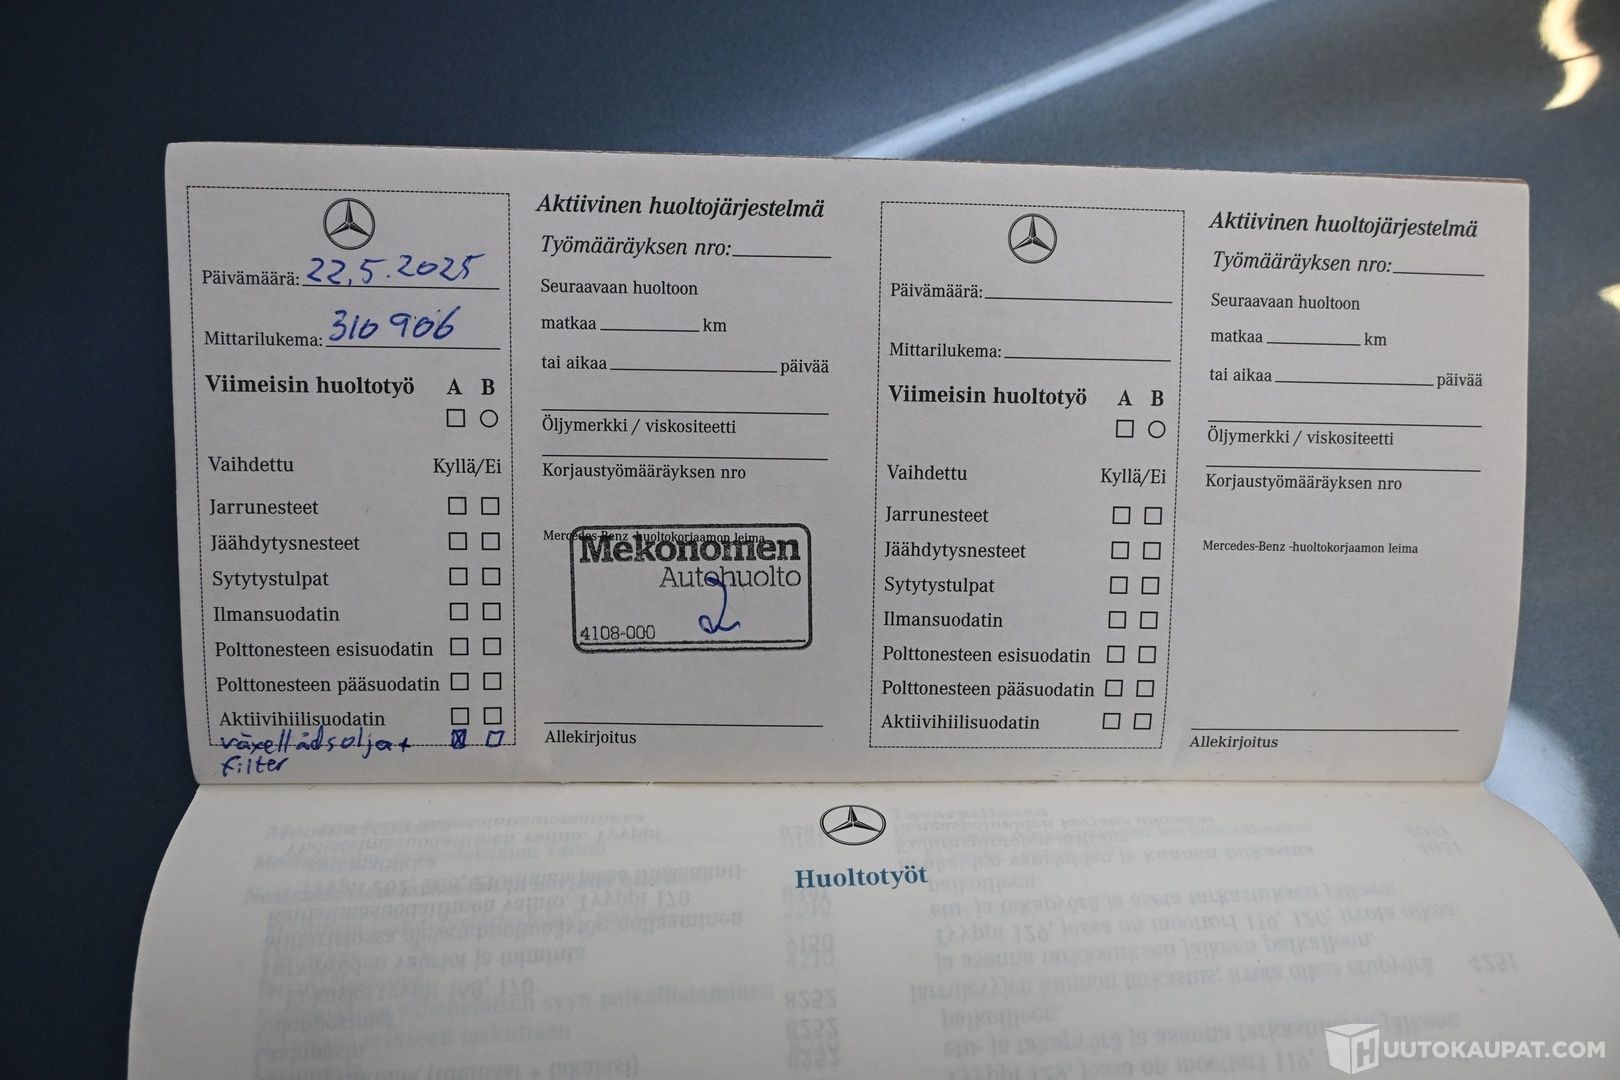 Päivämäärä: 22.5.2025
Mittarilukema: 310 906
Viimeisin huoltotyö A B
Vaihdettu Kyllä/Ei
Jarrunesteet
Jäähdytysnesteet
Sytytystulpat
Ilmansuodatin
Polttonesteen esisuodatin
Polttonesteen pääsuodatin
Aktiivihiilisuodatin
växellådsolja +
filter
Aktiivinen huoltojärjestelmä
Työmääräyksen nro:
Seuraavaan huoltoon
matkaa km
tai aikaa päivää
Öljymerkki / viskositeetti
Korjaustyömääräyksen nro
Mercedes-Benz -huoltokorjaamon leima
Mekonomen
Autohuolto
4108-000
Allekirjoitus
Päivämäärä:
Mittarilukema:
Viimeisin huoltotyö A B
Vaihdettu Kyllä/Ei
Jarrunesteet
Jäähdytysnesteet
Sytytystulpat
Ilmansuodatin
Polttonesteen esisuodatin
Polttonesteen pääsuodatin
Aktiivihiilisuodatin
Aktiivinen huoltojärjestelmä
Työmääräyksen nro:
Seuraavaan huoltoon
matkaa km
tai aikaa päivää
Öljymerkki / viskositeetti
Korjaustyömääräyksen nro
Mercedes-Benz -huoltokorjaamon leima
Allekirjoitus
Huoltotyöt
HUUTOKAUPAT.COM